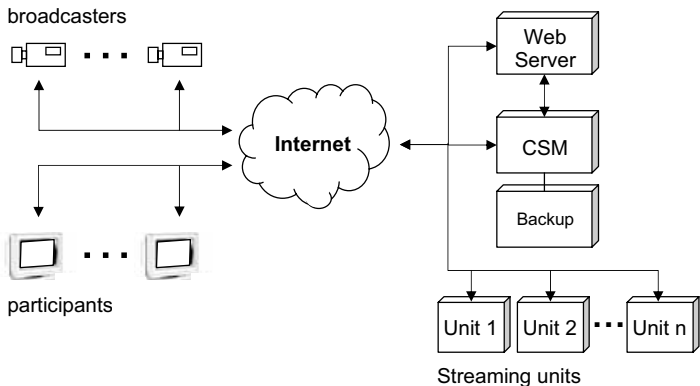 broadcasters
Web
Server
Internet
CSM
Backup
participants
Unit 1
Unit 2
Unit n
Streaming units